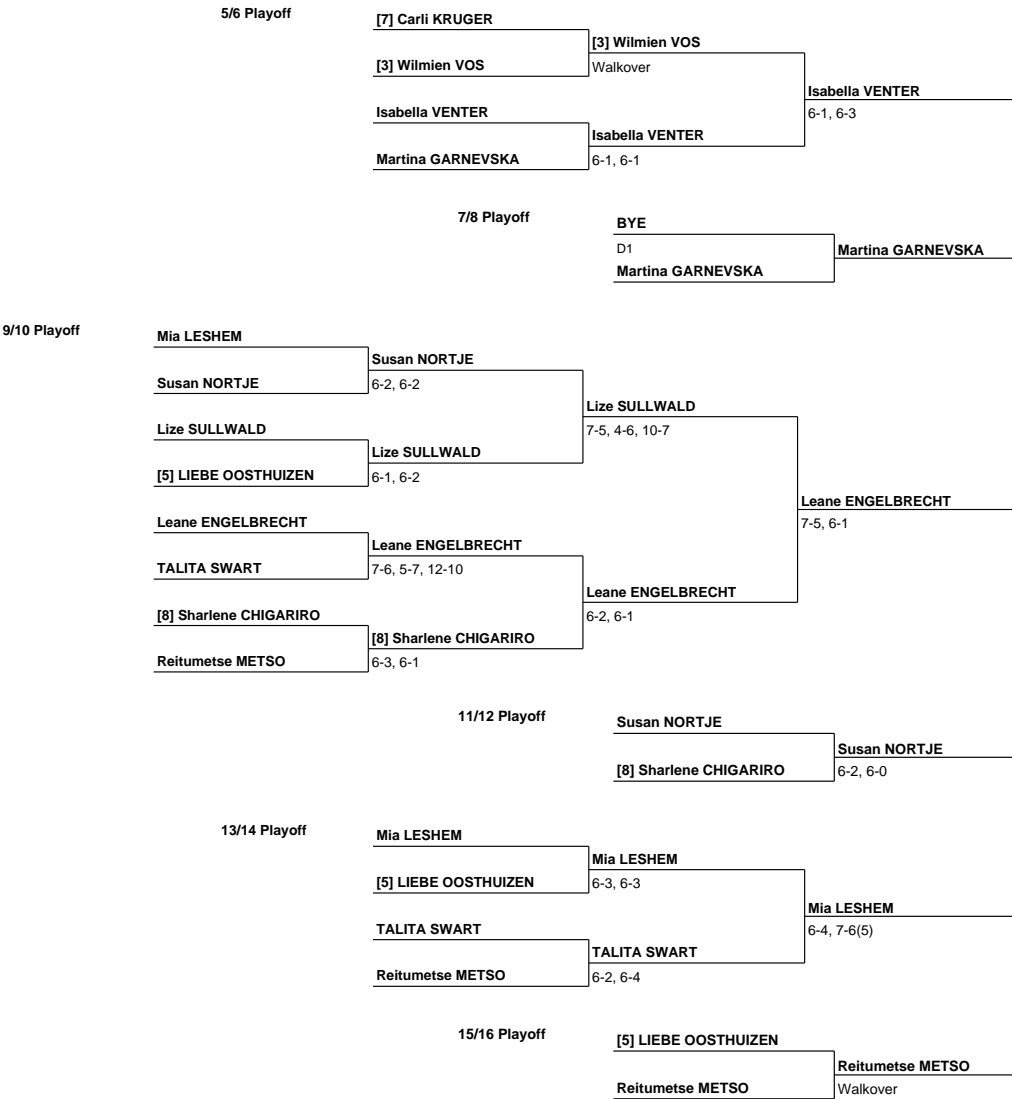 5/6 Playoff
[7] Carli KRUGER
[3] Wilmien VOS
[3] Wilmien VOS
Walkover
Isabella VENTER
6-1, 6-3
Isabella VENTER
Isabella VENTER
Martina GARNEVSKA
6-1, 6-1
7/8 Playoff
BYE
D1
Martina GARNEVSKA
Martina GARNEVSKA
9/10 Playoff
Mia LESHEM
Susan NORTJE
Susan NORTJE
6-2, 6-2
Lize SULLWALD
7-5, 4-6, 10-7
Lize SULLWALD
Lize SULLWALD
[5] LIEBE OOSTHUIZEN
6-1, 6-2
Leane ENGELBRECHT
7-5, 6-1
Leane ENGELBRECHT
Leane ENGELBRECHT
TALITA SWART
7-6, 5-7, 12-10
Leane ENGELBRECHT
6-2, 6-1
[8] Sharlene CHIGARIRO
[8] Sharlene CHIGARIRO
Reitumetse METSO
6-3, 6-1
11/12 Playoff
Susan NORTJE
Susan NORTJE
[8] Sharlene CHIGARIRO
6-2, 6-0
13/14 Playoff
Mia LESHEM
Mia LESHEM
[5] LIEBE OOSTHUIZEN
6-3, 6-3
Mia LESHEM
6-4, 7-6(5)
TALITA SWART
TALITA SWART
Reitumetse METSO
6-2, 6-4
15/16 Playoff
[5] LIEBE OOSTHUIZEN
Reitumetse METSO
Reitumetse METSO
Walkover